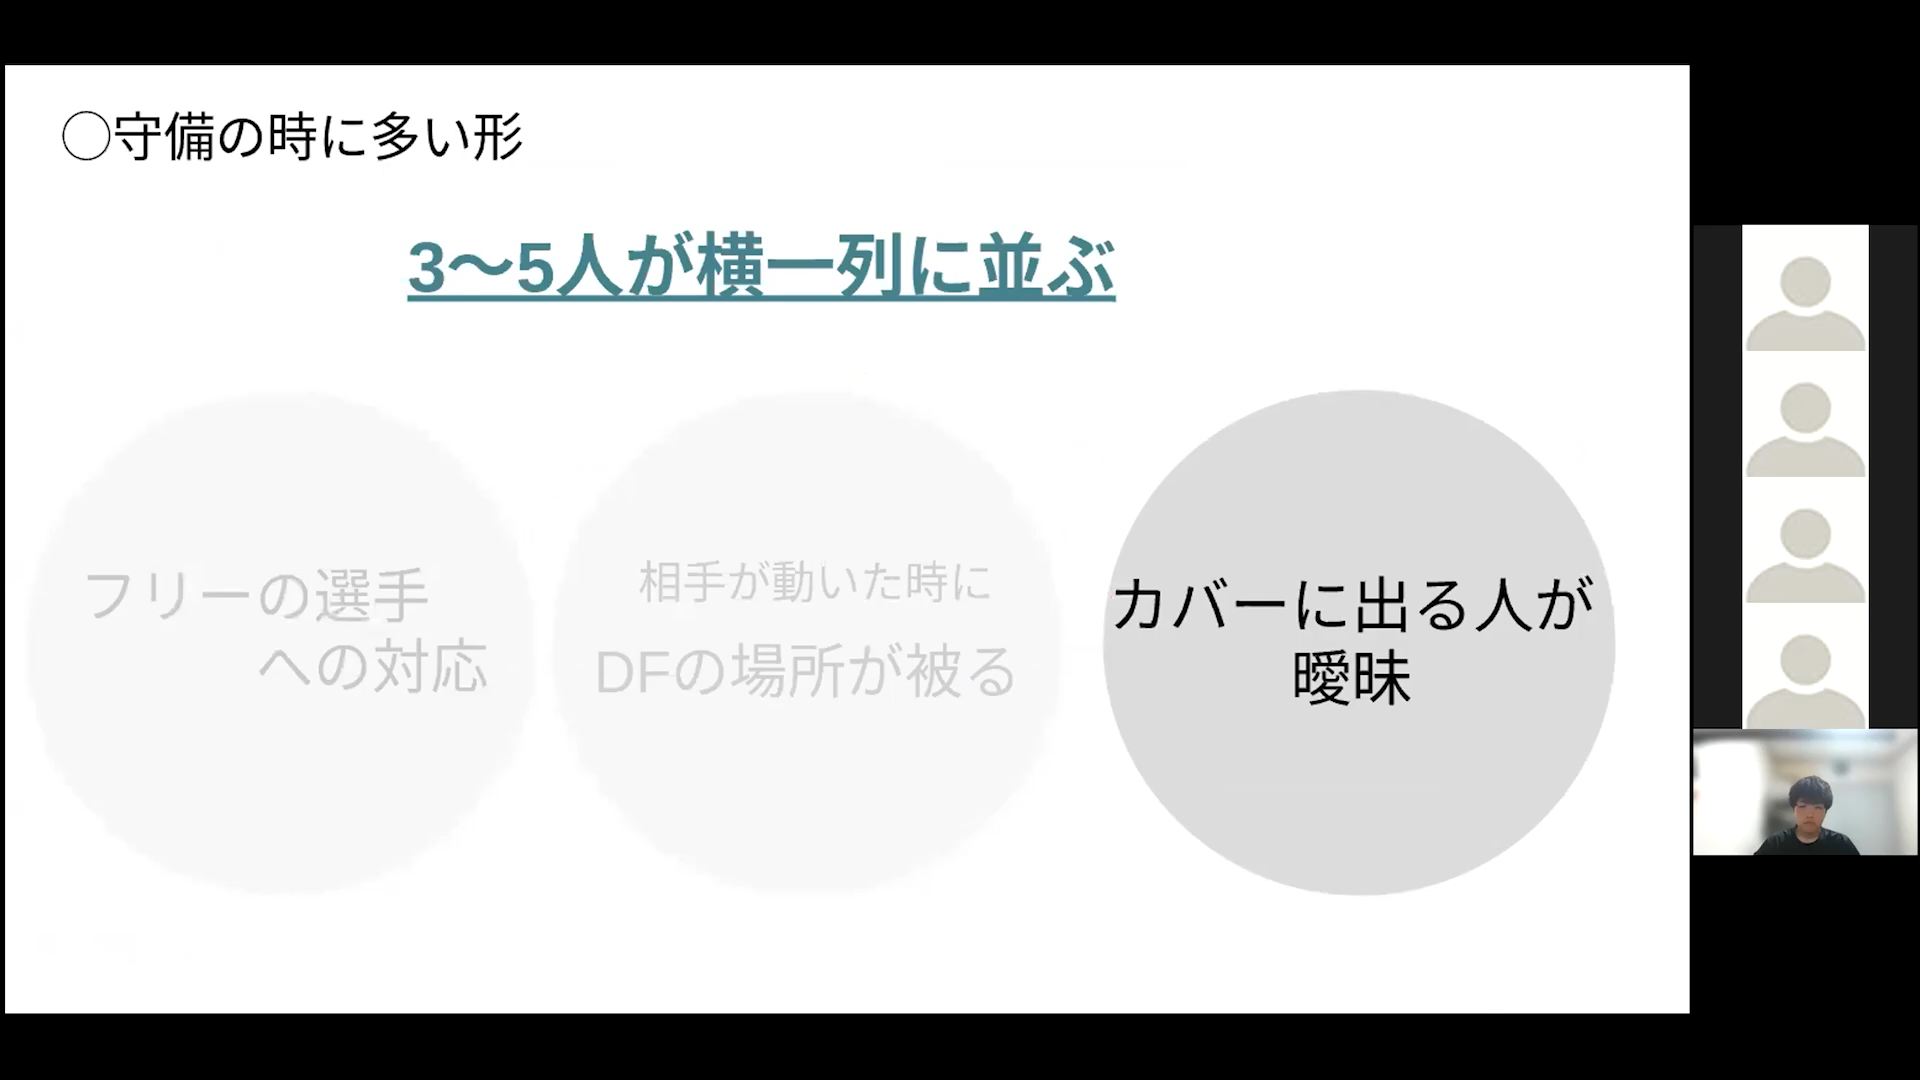 ◯守備の時に多い形
3〜5人が横一列に並ぶ
フリーの選手
への対応
相手が動いた時に
DFの場所が被る
カバーに出る人が
曖昧